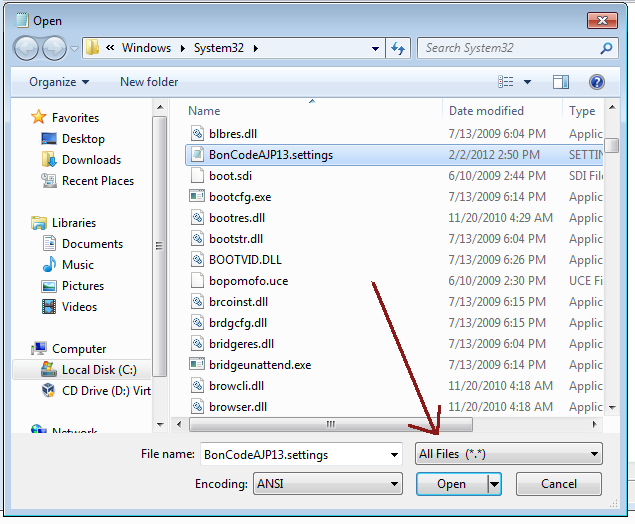 Open
« Windows ▸ System32 ▸ Search System32
Organize New folder
Name Date modified Type
Favorites
Desktop
Downloads
Recent Places
Libraries
Documents
Music
Pictures
Videos
Computer
Local Disk (C:)
CD Drive (D:) Virt
Network
blbres.dll 7/13/2009 6:04 PM Applic
BonCodeAJP13.settings 2/2/2012 2:50 PM SETTIN
boot.sdi 6/10/2009 2:44 PM SDI File
bootcfg.exe 7/13/2009 6:14 PM Applic
bootres.dll 11/20/2010 4:29 AM Applic
bootstr.dll 7/13/2009 6:04 PM Applic
BOOTVID.DLL 7/13/2009 6:26 PM Applic
bopomofo.uce 6/10/2009 2:30 PM UCE Fi
brcoinst.dll 7/13/2009 6:15 PM Applic
brdgcfg.dll 7/13/2009 6:15 PM Applic
bridgeres.dll 7/13/2009 6:04 PM Applic
bridgeunattend.exe 7/13/2009 6:14 PM Applic
browcli.dll 11/20/2010 4:18 AM Applic
browser.dll 11/20/2010 4:18 AM Applic
File name: BonCodeAJP13.settings All Files (*.*)
Encoding: ANSI Open Cancel